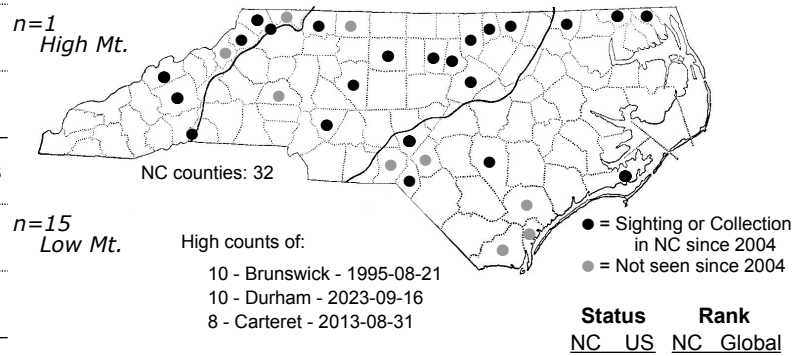 n=1
High Mt.
NC counties: 32
n=15
Low Mt.
High counts of:
10 - Brunswick - 1995-08-21
10 - Durham - 2023-09-16
8 - Carteret - 2013-08-31
= Sighting or Collection
in NC since 2004
= Not seen since 2004
Status Rank
NC US NC Global